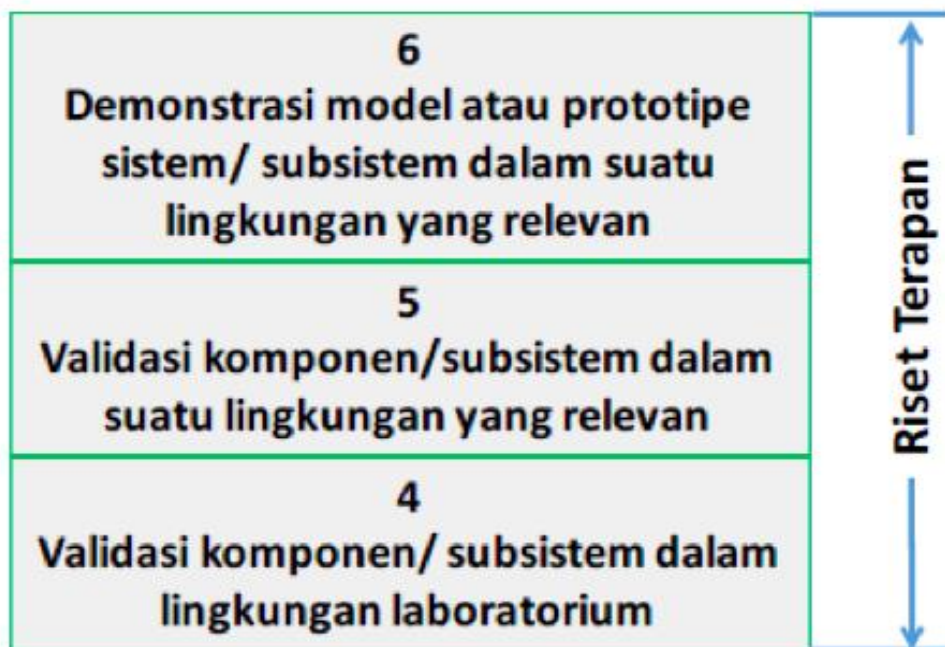 6
Demonstrasi model atau prototipe
sistem/ subsistem dalam suatu
lingkungan yang relevan
5
Validasi komponen/subsistem dalam
suatu lingkungan yang relevan
4
Validasi komponen/ subsistem dalam
lingkungan laboratorium
Riset Terapan